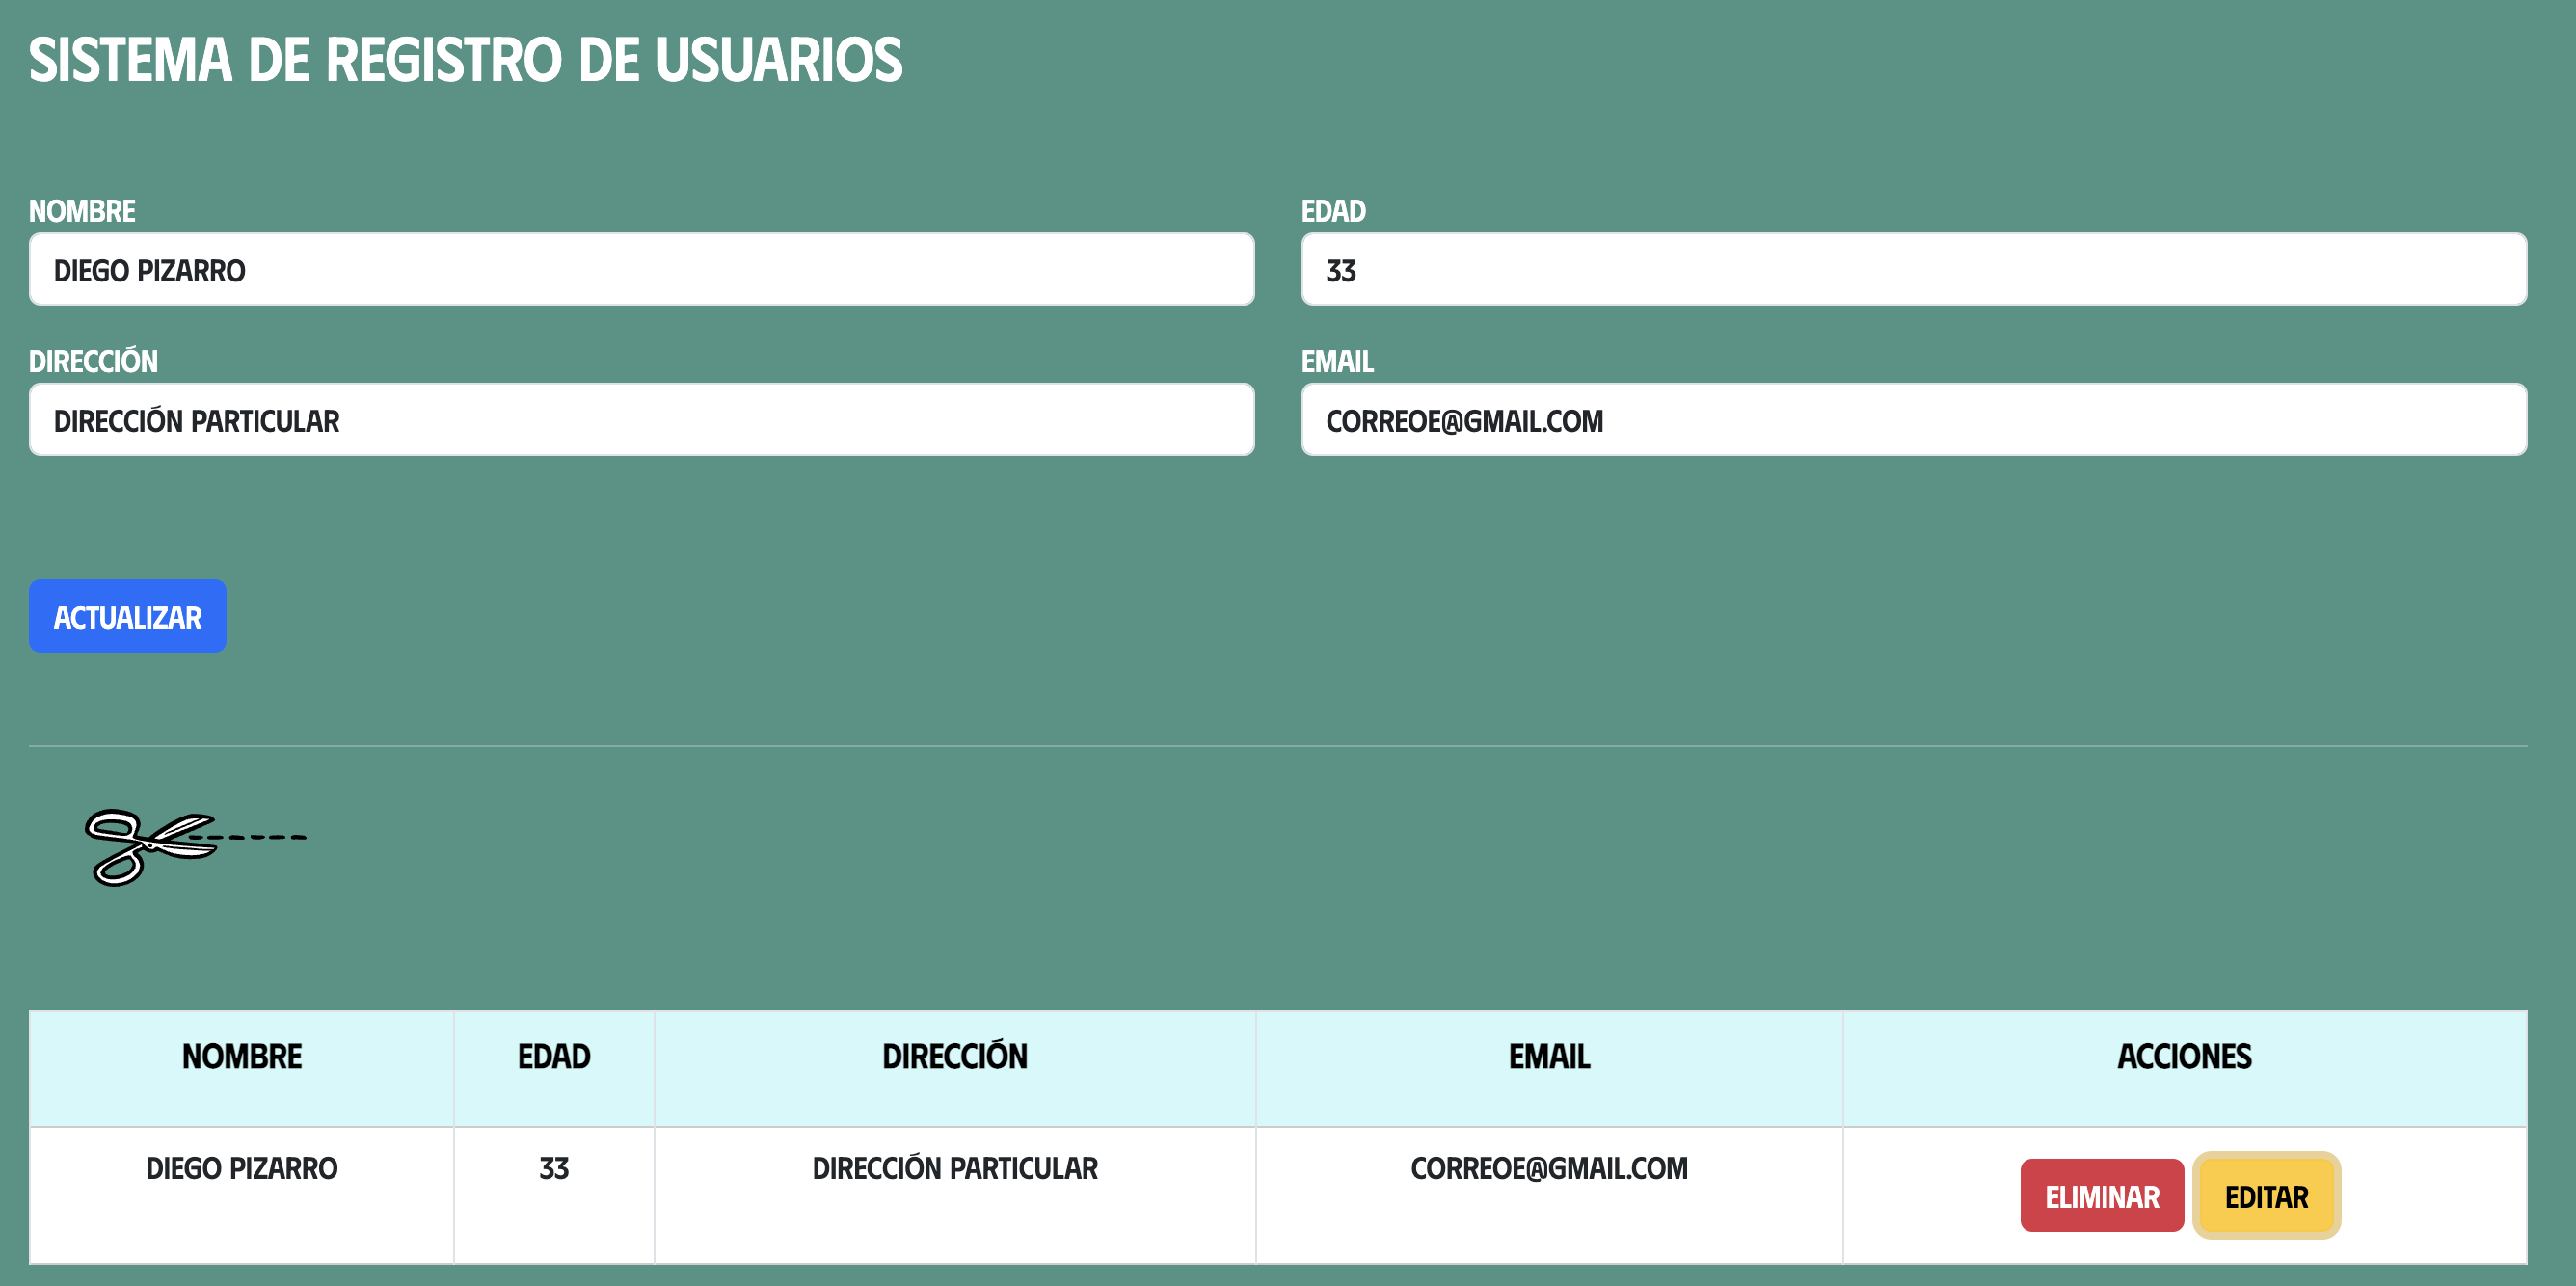 SISTEMA DE REGISTRO DE USUARIOS
NOMBRE
DIEGO PIZARRO
EDAD
33
DIRECCIÓN
DIRECCIÓN PARTICULAR
EMAIL
CORREOE@GMAIL.COM
ACTUALIZAR
NOMBRE EDAD DIRECCIÓN EMAIL ACCIONES
DIEGO PIZARRO 33 DIRECCIÓN PARTICULAR CORREOE@GMAIL.COM ELIMINAR EDITAR